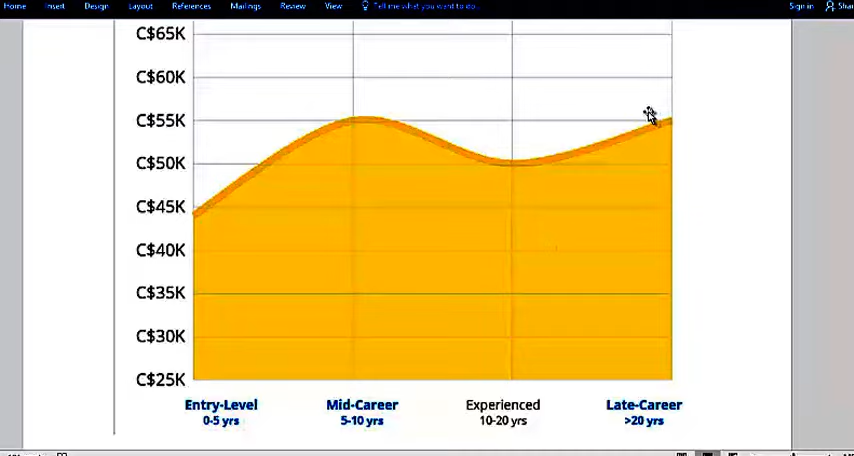 Home Insert Design Layout References Mailings Review View Tell me what you want to do... Sign in
C$65K
C$60K
C$55K
C$50K
C$45K
C$40K
C$35K
C$30K
C$25K
Entry-Level Mid-Career Experienced Late-Career
0-5 yrs 5-10 yrs 10-20 yrs >20 yrs